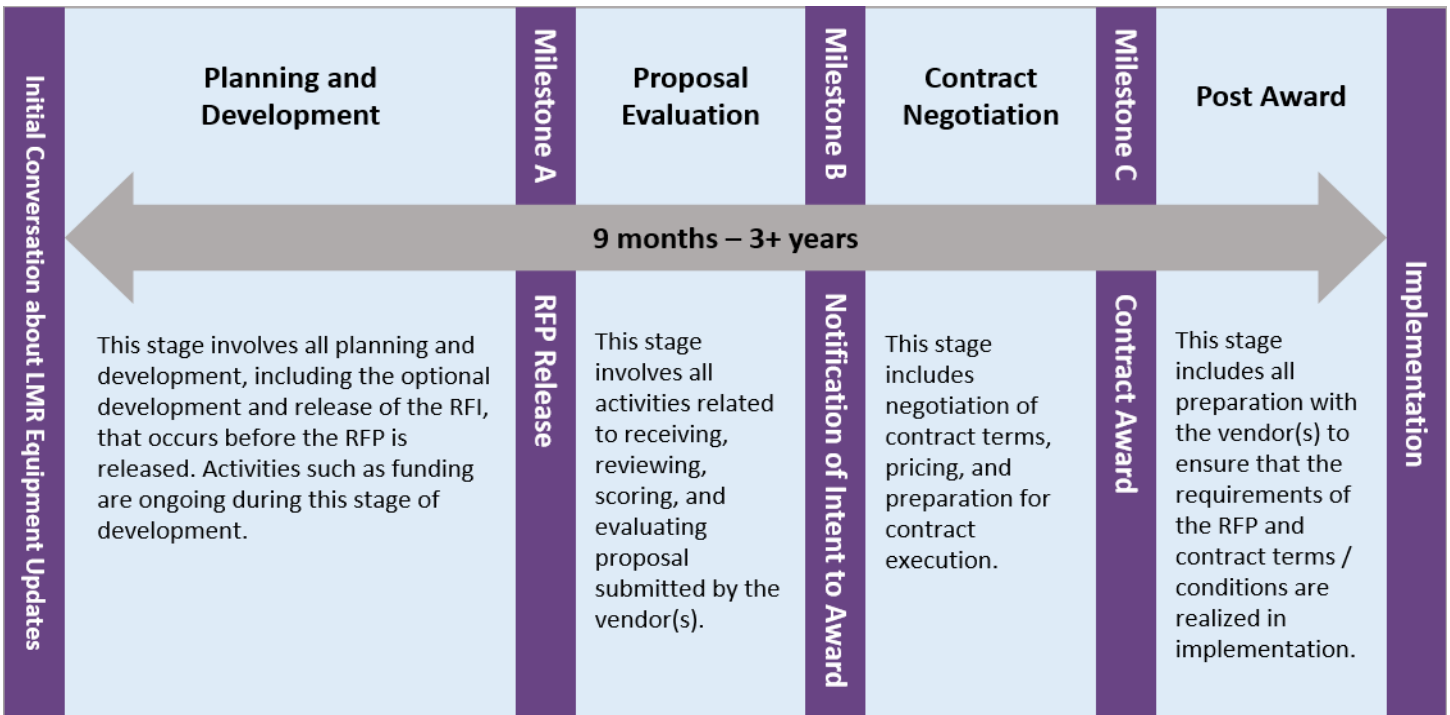 Initial Conversation about LMR Equipment Updates
Planning and
Development
This stage involves all planning and
development, including the optional
development and release of the RFI,
that occurs before the RFP is
released. Activities such as funding
are ongoing during this stage of
development.
Milestone A
RFP Release
Proposal
Evaluation
This stage
involves all
activities related
to receiving,
reviewing,
scoring, and
evaluating
proposal
submitted by the
vendor(s).
Milestone B
Notification of Intent to Award
Contract
Negotiation
This stage
includes
negotiation of
contract terms,
pricing, and
preparation for
contract
execution.
Milestone C
Contract Award
Post Award
This stage
includes all
preparation with
the vendor(s) to
ensure that the
requirements of
the RFP and
contract terms /
conditions are
realized in
implementation.
Implementation
9 months – 3+ years